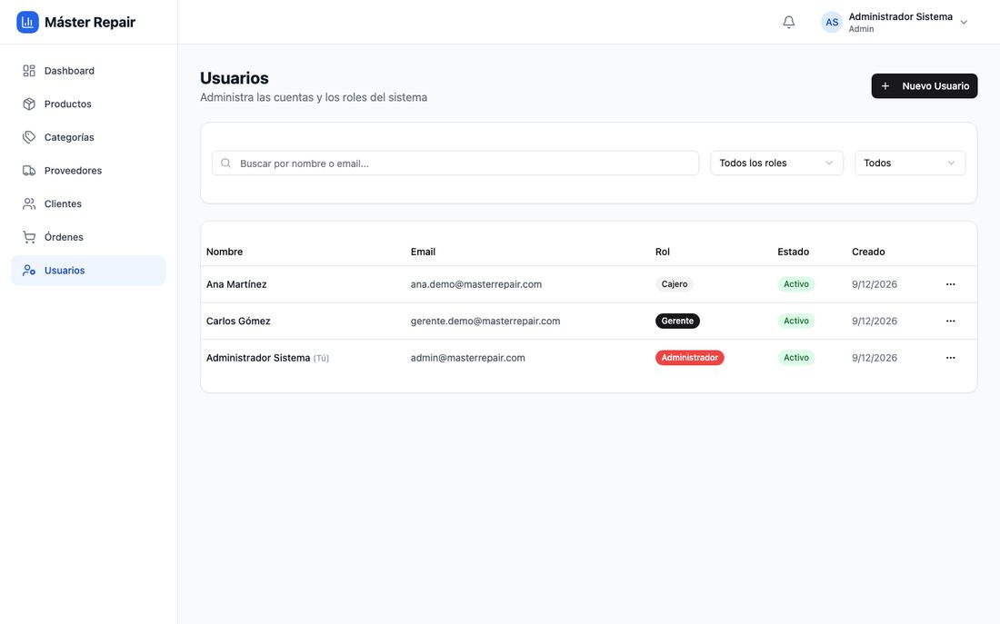 Máster Repair
AS
Administrador Sistema
Admin
Dashboard
Productos
Categorías
Proveedores
Clientes
Órdenes
Usuarios
Usuarios
Administra las cuentas y los roles del sistema
+ Nuevo Usuario
Buscar por nombre o email...
Todos los roles
Todos
Nombre Email Rol Estado Creado
Ana Martínez ana.demo@masterrepair.com Cajero Activo 9/12/2026 ...
Carlos Gómez gerente.demo@masterrepair.com Gerente Activo 9/12/2026 ...
Administrador Sistema (Tú) admin@masterrepair.com Administrador Activo 9/12/2026 ...